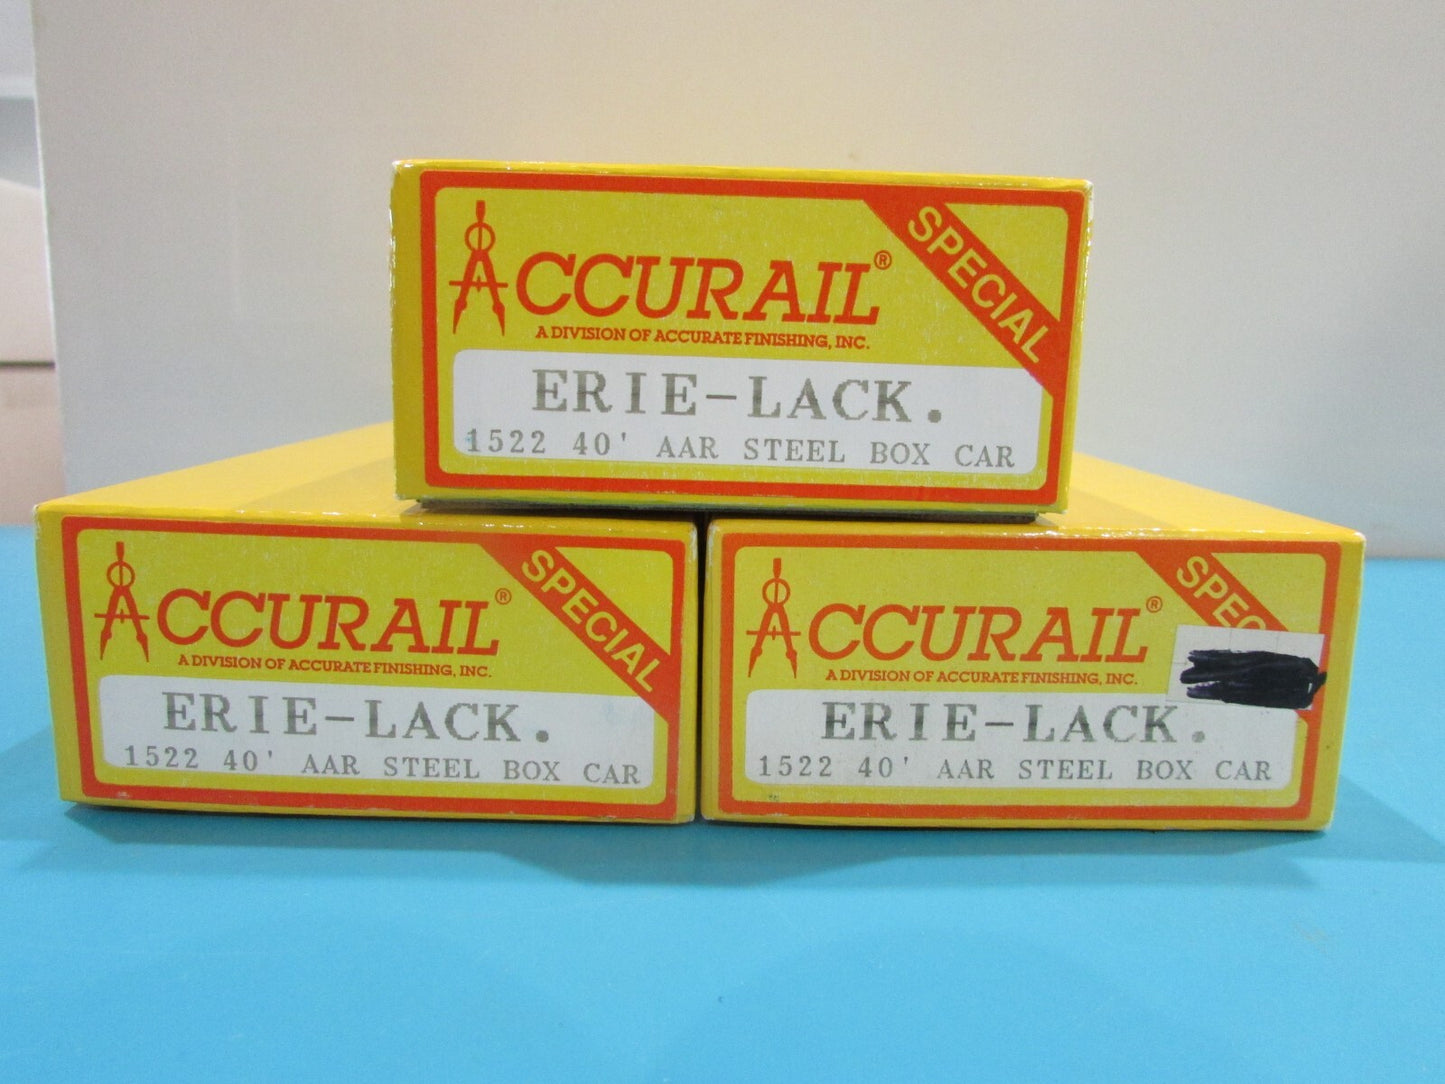 ACCURAIL®
SPECIAL
A DIVISION OF ACCURATE FINISHING, INC.
ERIE-LACK.
1522 40' AAR STEEL BOX CAR
ACCURAIL®
SPECIAL
A DIVISION OF ACCURATE FINISHING, INC.
ERIE-LACK.
1522 40' AAR STEEL BOX CAR
ACCURAIL®
A DIVISION OF ACCURATE FINISHING, INC.
ERIE-LACK.
1522 40' AAR STEEL BOX CAR